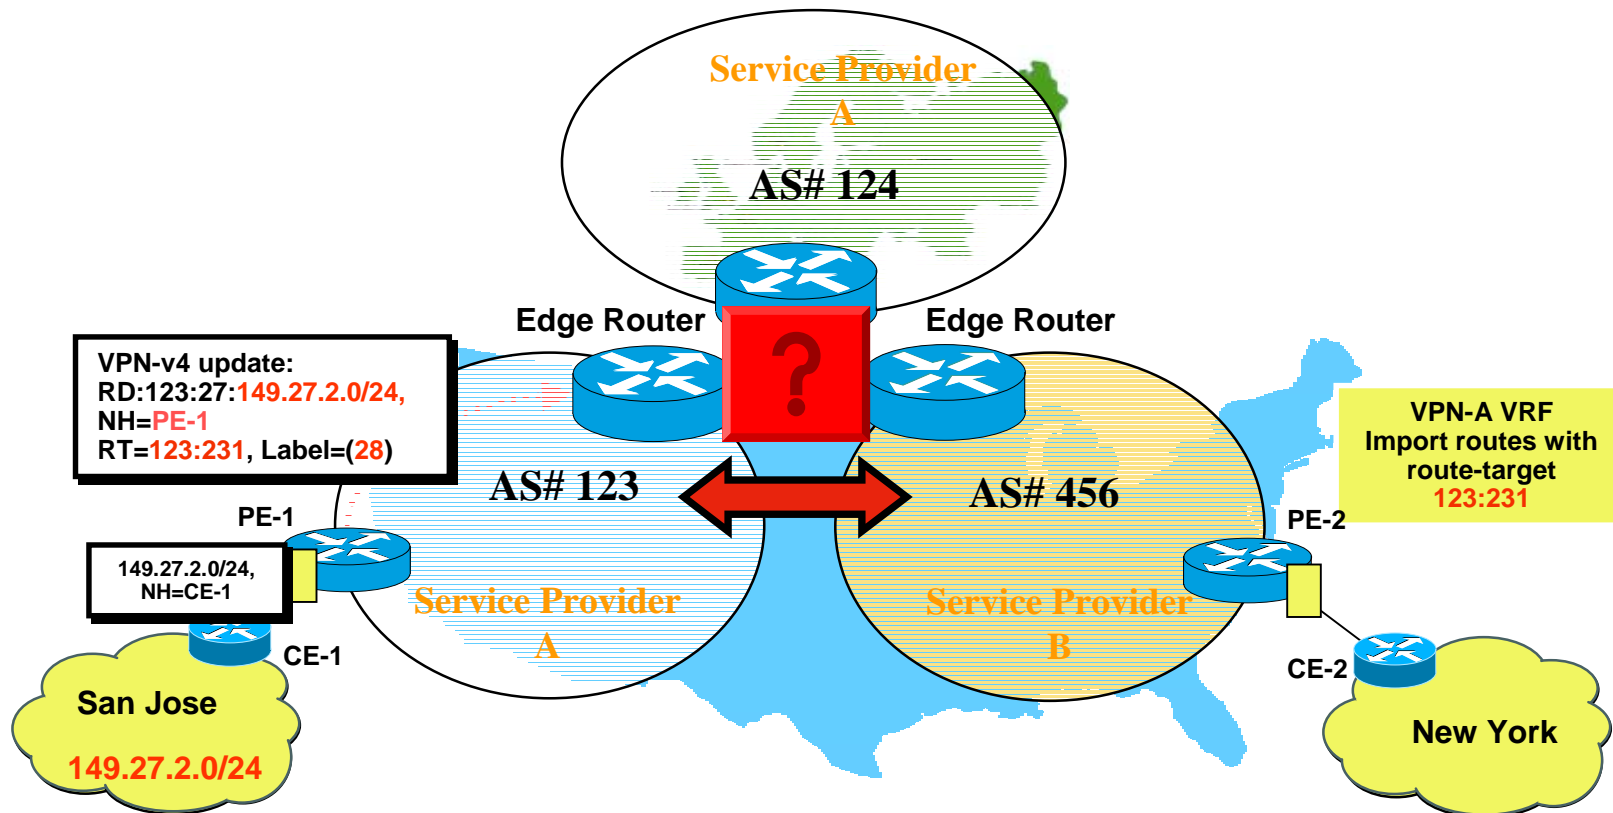 Service Provider
A
AS# 124
Edge Router
Edge Router
?
VPN-v4 update:
RD:123:27:149.27.2.0/24,
NH=PE-1
RT=123:231, Label=(28)
VPN-A VRF
Import routes with
route-target
123:231
AS# 123
AS# 456
PE-1
PE-2
149.27.2.0/24,
NH=CE-1
Service Provider
A
Service Provider
B
CE-1
CE-2
San Jose
149.27.2.0/24
New York